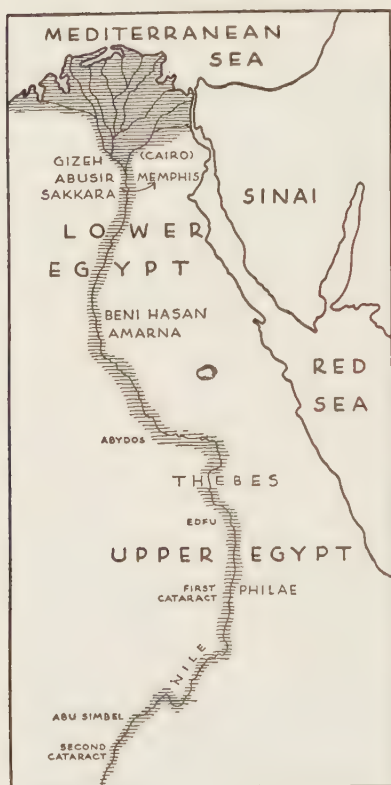 MEDITERRANEAN
SEA
GIZEH
ABUSIR
SAKKARA
(CAIRO)
MEMPHIS
SINAI
LOWER
EGYPT
BENI HASAN
AMARNA
RED
SEA
ABYDOS
THEBES
EDFU
UPPER EGYPT
FIRST
CATARACT
PHILAE
NILE
ABU SIMBEL
SECOND
CATARACT